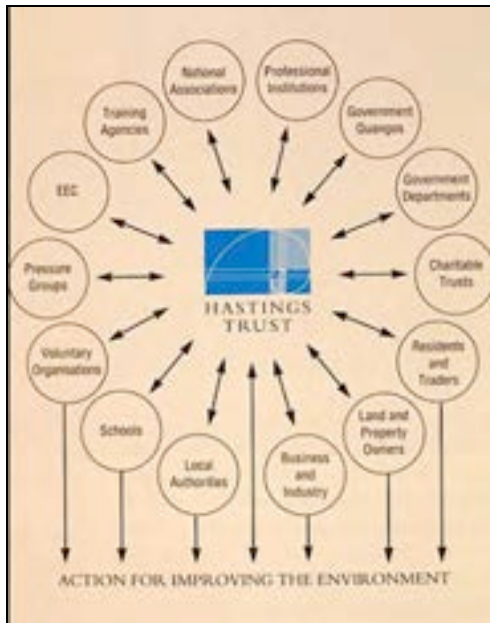 National
Associations
Professional
Institutions
Training
Agencies
Government
Quangos
EEC
Government
Departments
Pressure
Groups
Charitable
Trusts
HASTINGS
TRUST
Voluntary
Organisations
Residents
and
Traders
Schools
Land and
Property
Owners
Local
Authorities
Business
and
Industry
ACTION FOR IMPROVING THE ENVIRONMENT